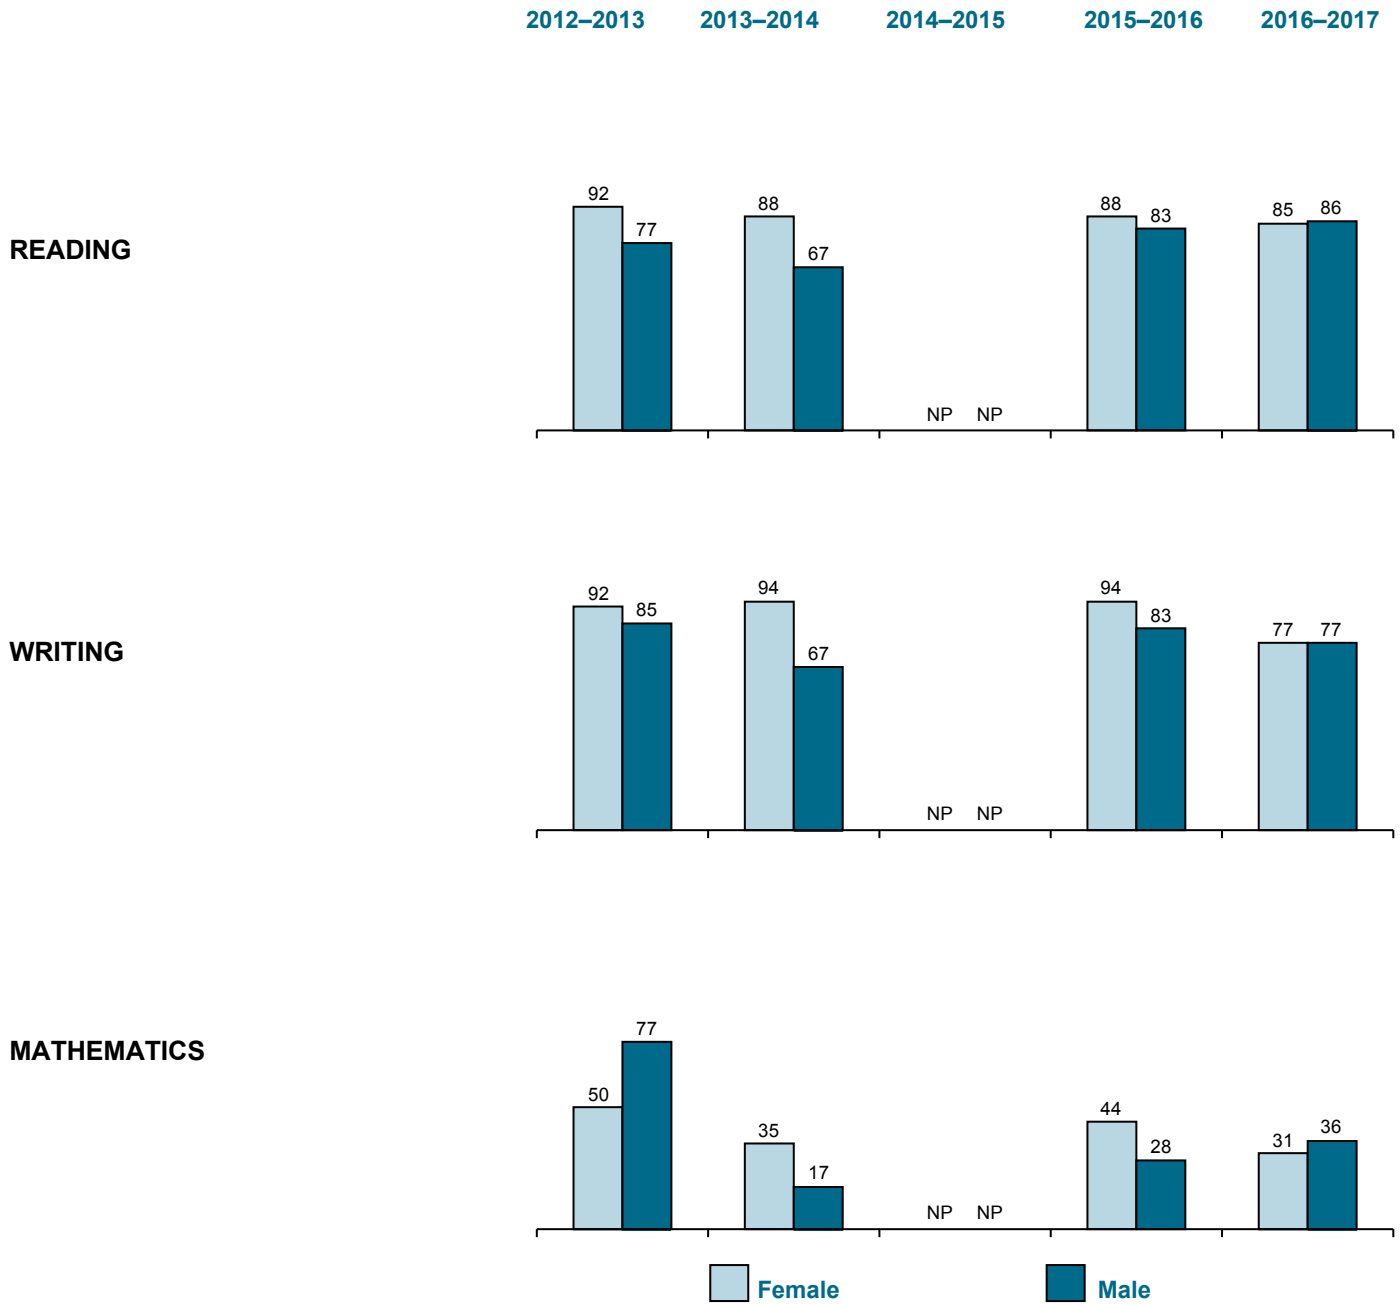 2012–2013 2013–2014 2014–2015 2015–2016 2016–2017
READING
92 77 88 67 NP NP 88 83 85 86
WRITING
92 85 94 67 NP NP 94 83 77 77
MATHEMATICS
50 77 35 17 NP NP 44 28 31 36
Female Male